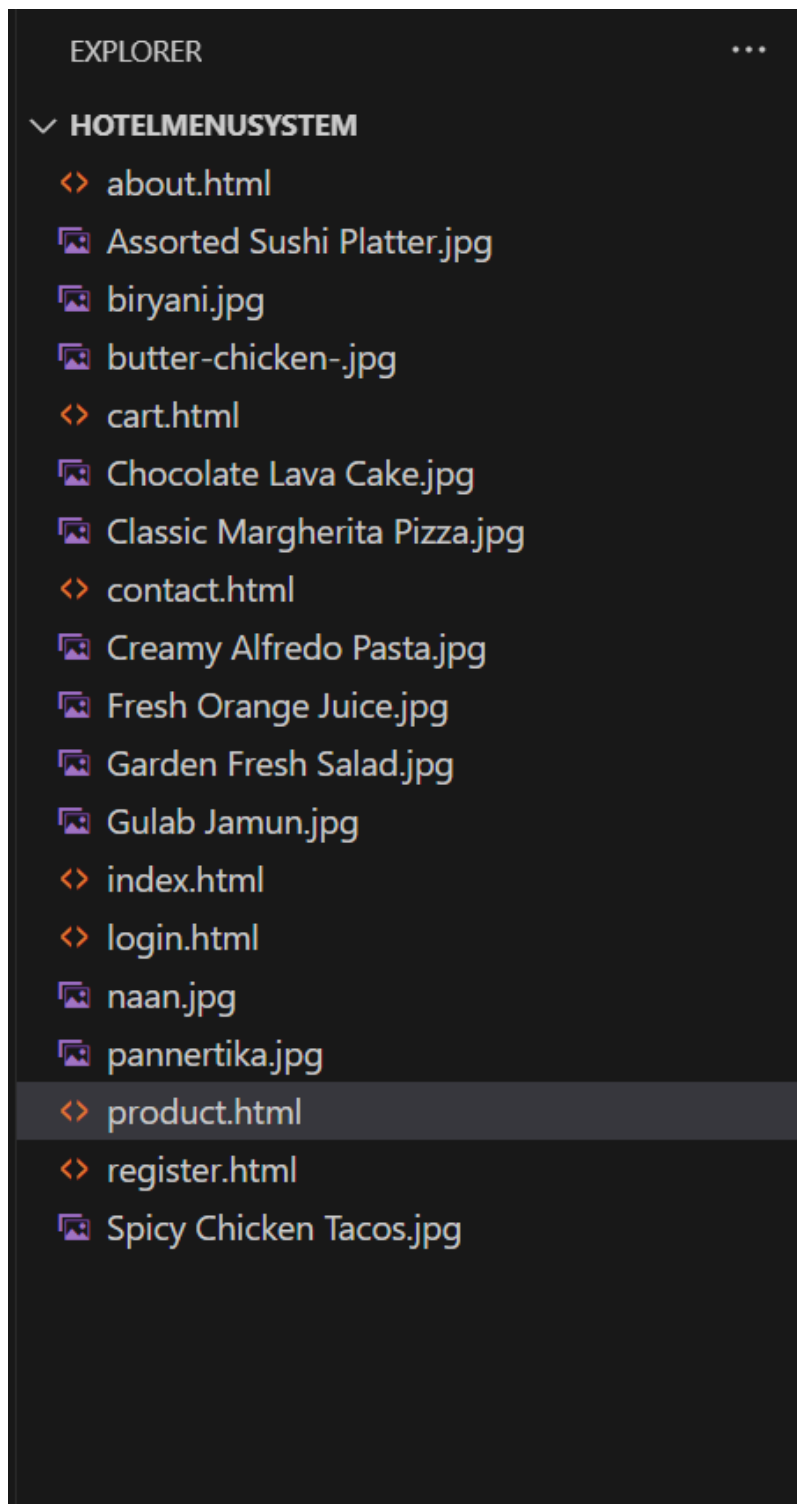 EXPLORER
HOTELMENUSYSTEM
about.html
Assorted Sushi Platter.jpg
biryani.jpg
butter-chicken-.jpg
cart.html
Chocolate Lava Cake.jpg
Classic Margherita Pizza.jpg
contact.html
Creamy Alfredo Pasta.jpg
Fresh Orange Juice.jpg
Garden Fresh Salad.jpg
Gulab Jamun.jpg
index.html
login.html
naan.jpg
pannertika.jpg
product.html
register.html
Spicy Chicken Tacos.jpg